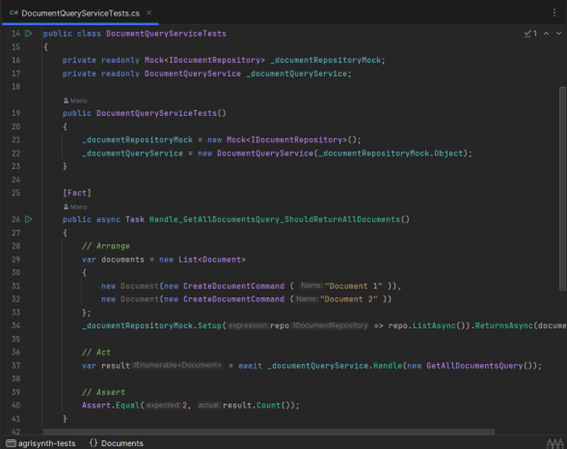 C# DocumentQueryServiceTests.cs ×
14 public class DocumentQueryServiceTests
1
15 {
16 private readonly Mock<IDocumentRepository> _documentRepositoryMock;
17 private readonly DocumentQueryService _documentQueryService;
18
Mario
19 public DocumentQueryServiceTests()
20 {
21 _documentRepositoryMock = new Mock<IDocumentRepository>();
22 _documentQueryService = new DocumentQueryService(_documentRepositoryMock.Object);
23 }
24
25 [Fact]
Mario
26 public async Task Handle_GetAllDocumentsQuery_ShouldReturnAllDocuments()
27 {
28 // Arrange
29 var documents = new List<Document>
30 {
31 new Document(new CreateDocumentCommand ( Name: "Document 1" )),
32 new Document(new CreateDocumentCommand ( Name: "Document 2" ))
33 };
34 _documentRepositoryMock.Setup( expression: repo IDocumentRepository => repo.ListAsync()).ReturnsAsync(docume
35
36 // Act
37 var result IEnumerable<Document> = await _documentQueryService.Handle(new GetAllDocumentsQuery());
38
39 // Assert
40 Assert.Equal( expected: 2, actual: result.Count());
41 }
42
agrisynth-tests {} Documents